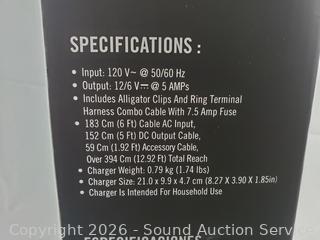 SPECIFICATIONS :
• Input: 120 V~ @ 50/60 Hz
• Output: 12/6 V⎓ @ 5 AMPs
• Includes Alligator Clips And Ring Terminal
Harness Combo Cable With 7.5 Amp Fuse
• 183 Cm (6 Ft) Cable AC Input,
152 Cm (5 Ft) DC Output Cable,
59 Cm (1.92 Ft) Accessory Cable,
Over 394 Cm (12.92 Ft) Total Reach
• Charger Weight: 0.79 kg (1.74 lbs)
• Charger Size: 21.0 x 9.9 x 4.7 cm (8.27 X 3.90 X 1.85in)
• Charger Is Intended For Household Use
ESPECIFICACIONES
Copyright 2026 - Sound Auction Service